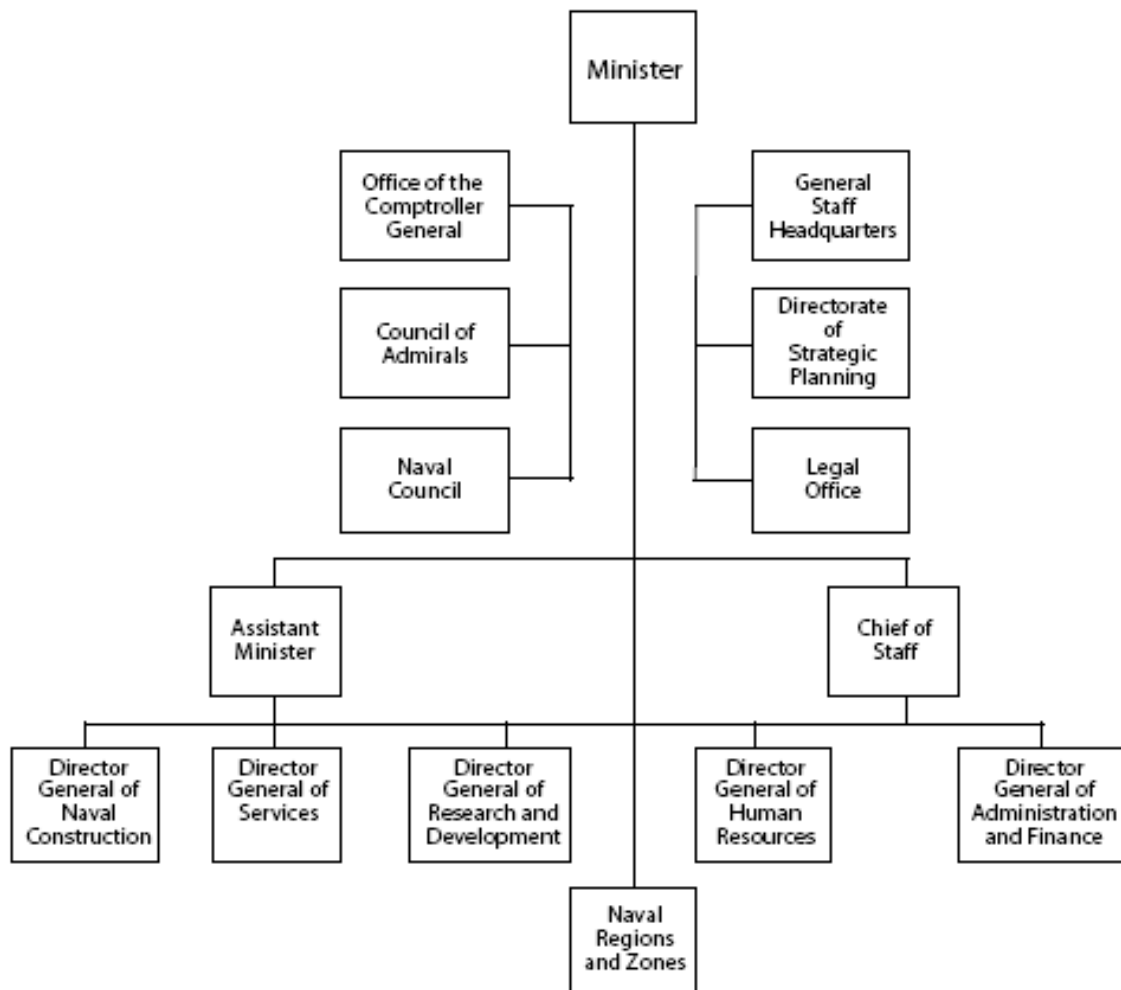 Minister
Office of the
Comptroller
General
General
Staff
Headquarters
Council of
Admirals
Directorate
of
Strategic
Planning
Naval
Council
Legal
Office
Assistant
Minister
Chief of
Staff
Director
General of
Naval
Construction
Director
General of
Services
Director
General of
Research and
Development
Director
General of
Human
Resources
Director
General of
Administration
and Finance
Naval
Regions
and Zones